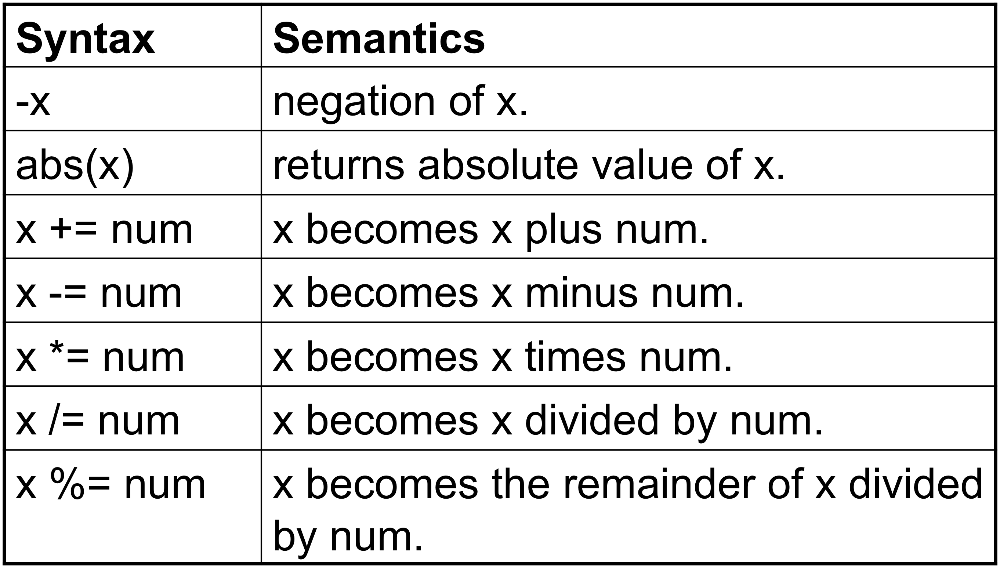 Syntax Semantics
-x negation of x.
abs(x) returns absolute value of x.
x += num x becomes x plus num.
x -= num x becomes x minus num.
x *= num x becomes x times num.
x /= num x becomes x divided by num.
x %= num x becomes the remainder of x divided
by num.